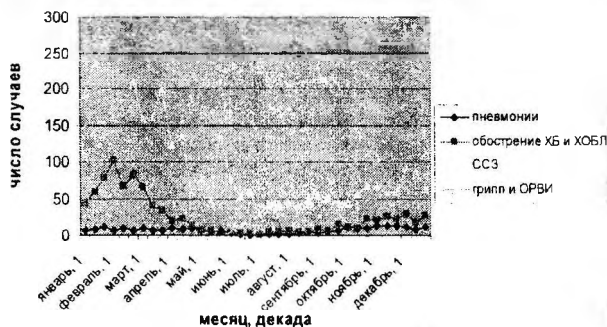 300
250
200
150
100
50
0
число случаев
январь, 1
февраль, 1
март, 1
апрель, 1
май, 1
июнь, 1
июль, 1
август, 1
сентябрь, 1
октябрь, 1
ноябрь, 1
декабрь, 1
месяц, декада
пневмонии
обострение ХБ и ХОБЛ
ССЗ
грипп и ОРВИ